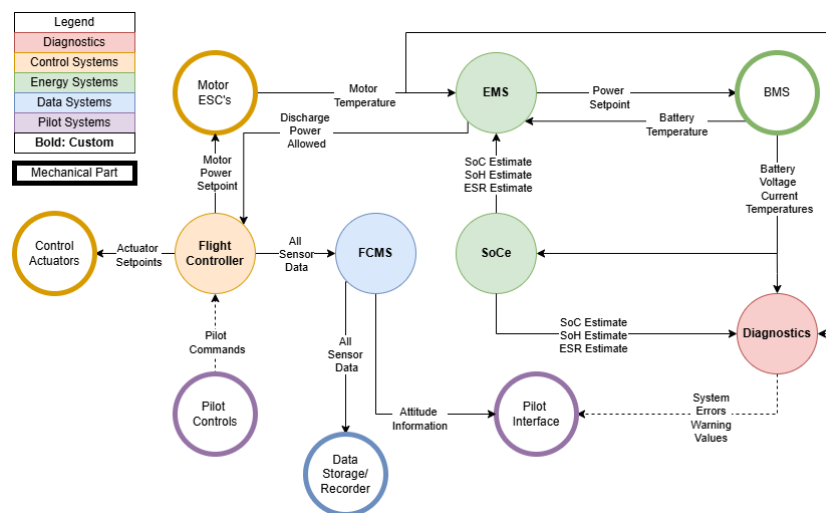 Legend
Diagnostics
Control Systems
Energy Systems
Data Systems
Pilot Systems
Bold: Custom
Mechanical Part
Motor
ESC's
Motor
Temperature
EMS
Power
Setpoint
BMS
Discharge
Power
Allowed
Battery
Temperature
Motor
Power
Setpoint
SoC Estimate
SoH Estimate
ESR Estimate
Battery
Voltage
Current
Temperatures
Control
Actuators
Actuator
Setpoints
Flight
Controller
All
Sensor
Data
FCMS
SoCe
Diagnostics
SoC Estimate
SoH Estimate
ESR Estimate
Pilot
Commands
All
Sensor
Data
Pilot
Controls
Attitude
Information
Pilot
Interface
System
Errors
Warning
Values
Data
Storage/
Recorder